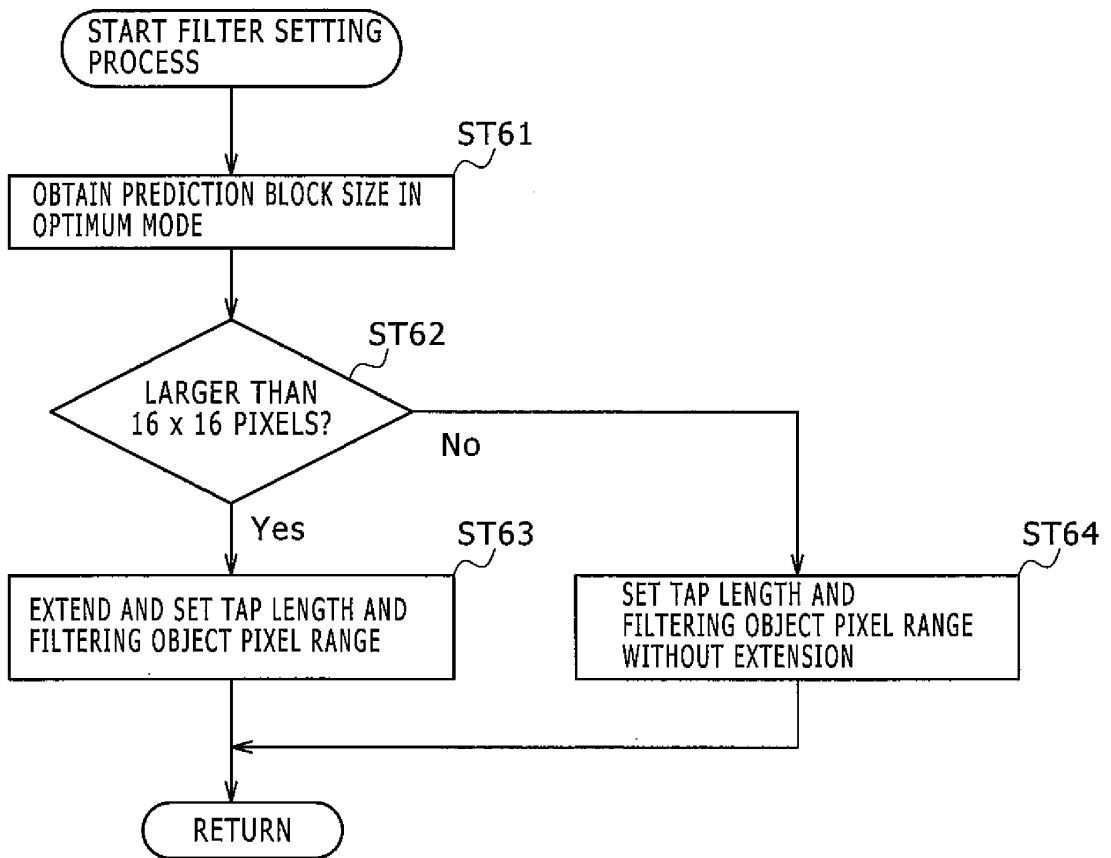 START FILTER SETTING
PROCESS
ST61
OBTAIN PREDICTION BLOCK SIZE IN
OPTIMUM MODE
ST62
LARGER THAN
16 x 16 PIXELS?
No
Yes
ST63
EXTEND AND SET TAP LENGTH AND
FILTERING OBJECT PIXEL RANGE
ST64
SET TAP LENGTH AND
FILTERING OBJECT PIXEL RANGE
WITHOUT EXTENSION
RETURN